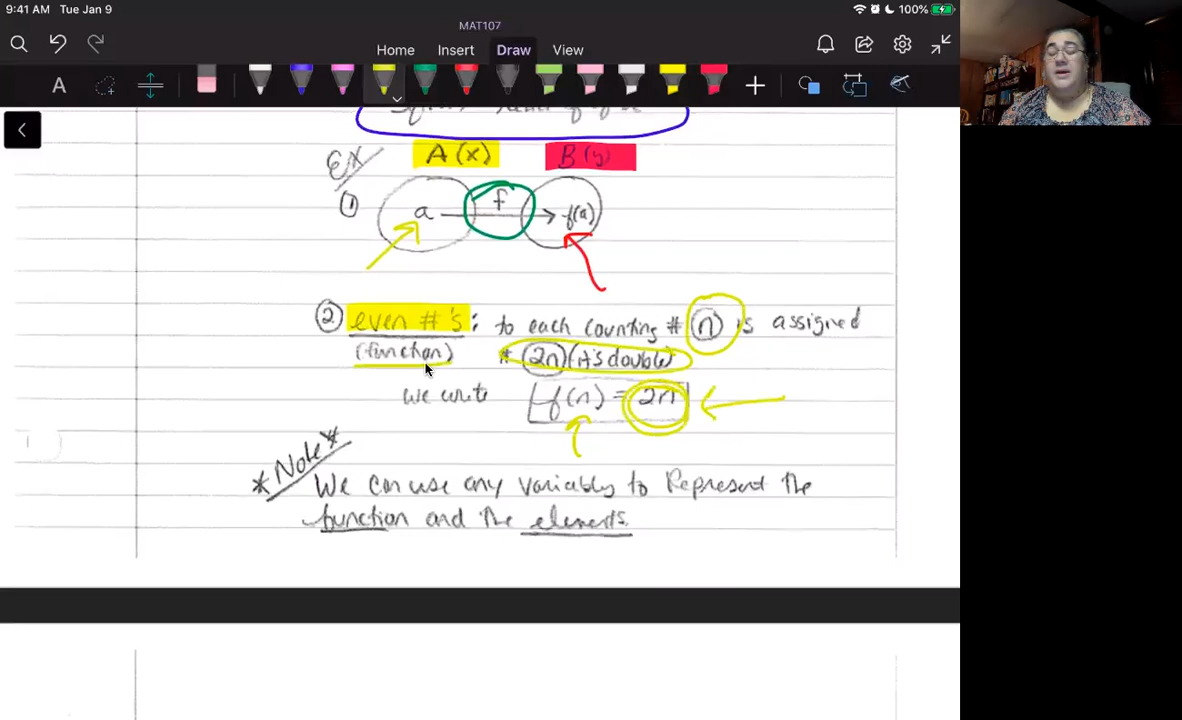 9:41 AM Tue Jan 9
100%
MAT107
Home Insert Draw View
A
EX
A (x) B (y)
① a f f(a)
② even #'s : to each counting # n is assigned
(function) # 2n (it's double)
we write f(n) = 2n
*Note*
We can use any variables to Represent the
function and the elements.